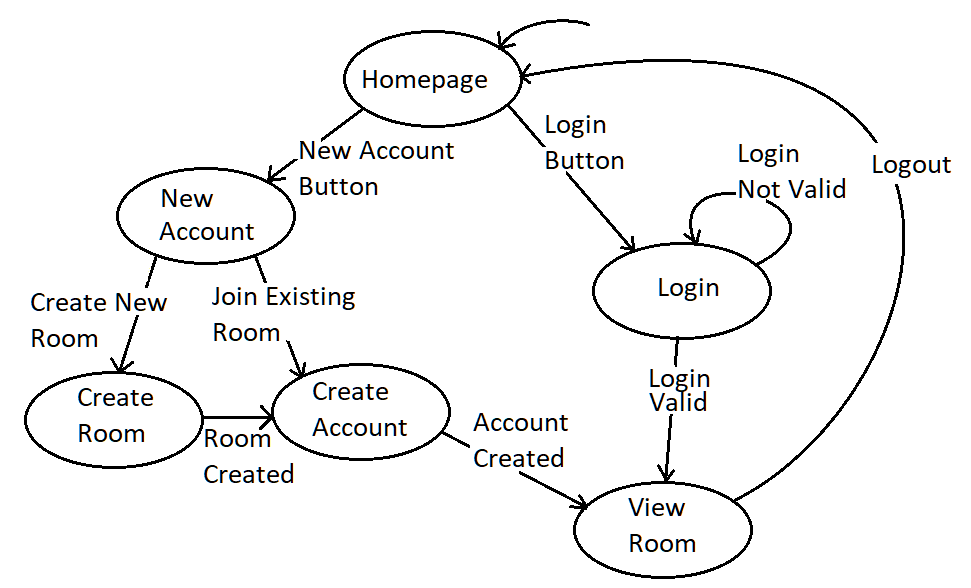 Homepage
Login
Button
Login
Not Valid
Logout
New Account
Button
New
Account
Login
Create New
Room
Join Existing
Room
Login
Valid
Create
Room
Create
Account
Room
Created
Account
Created
View
Room